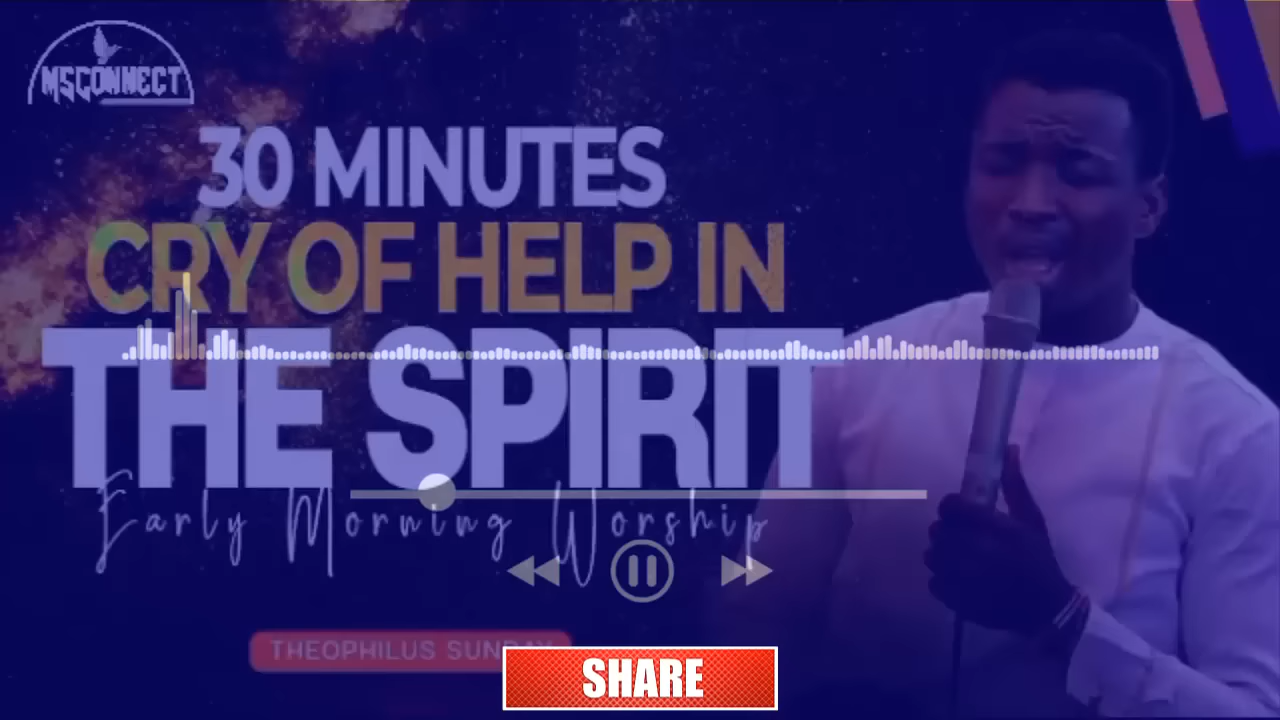 MSCONNECT
30 MINUTES
CRY OF HELP IN
THE SPIRIT
Early Morning Worship
THEOPHILUS SUNDAY
SHARE